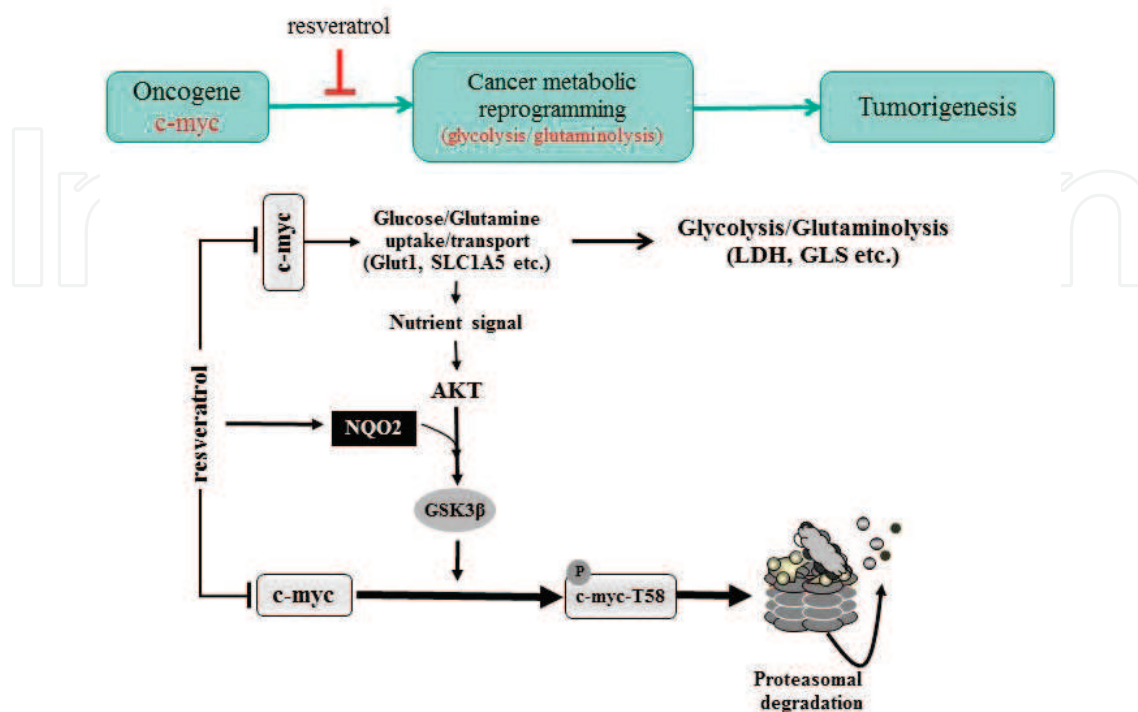 resveratrol
Oncogene
c-myc
Cancer metabolic
reprogramming
(glycolysis/glutaminolysis)
Tumorigenesis
c-myc
Glucose/Glutamine
uptake/transport
(Glut1, SLC1A5 etc.)
Glycolysis/Glutaminolysis
(LDH, GLS etc.)
Nutrient signal
AKT
resveratrol
NQO2
GSK3β
c-myc
P
c-myc-T58
Proteasomal
degradation